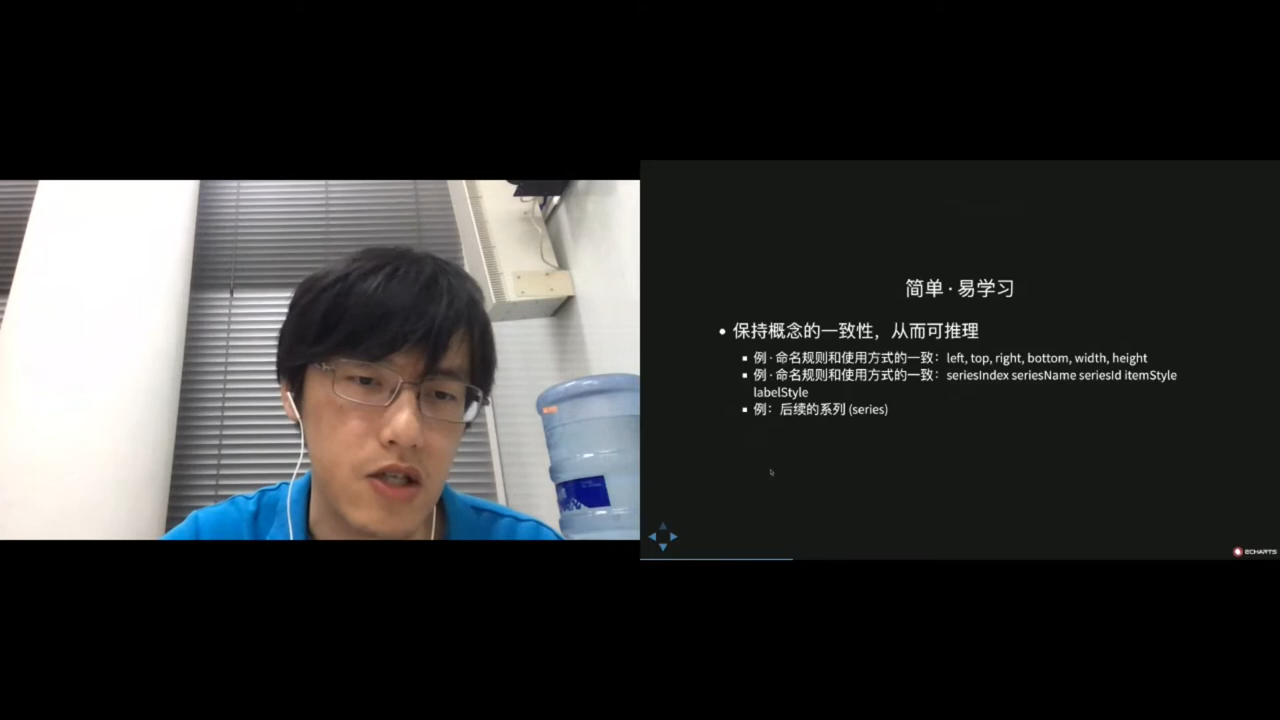 简单 · 易学习
保持概念的一致性，从而可推理
例 · 命名规则和使用方式的一致：left, top, right, bottom, width, height
例 · 命名规则和使用方式的一致：seriesIndex seriesName seriesId itemStyle
labelStyle
例：后续的系列 (series)
ECHARTS